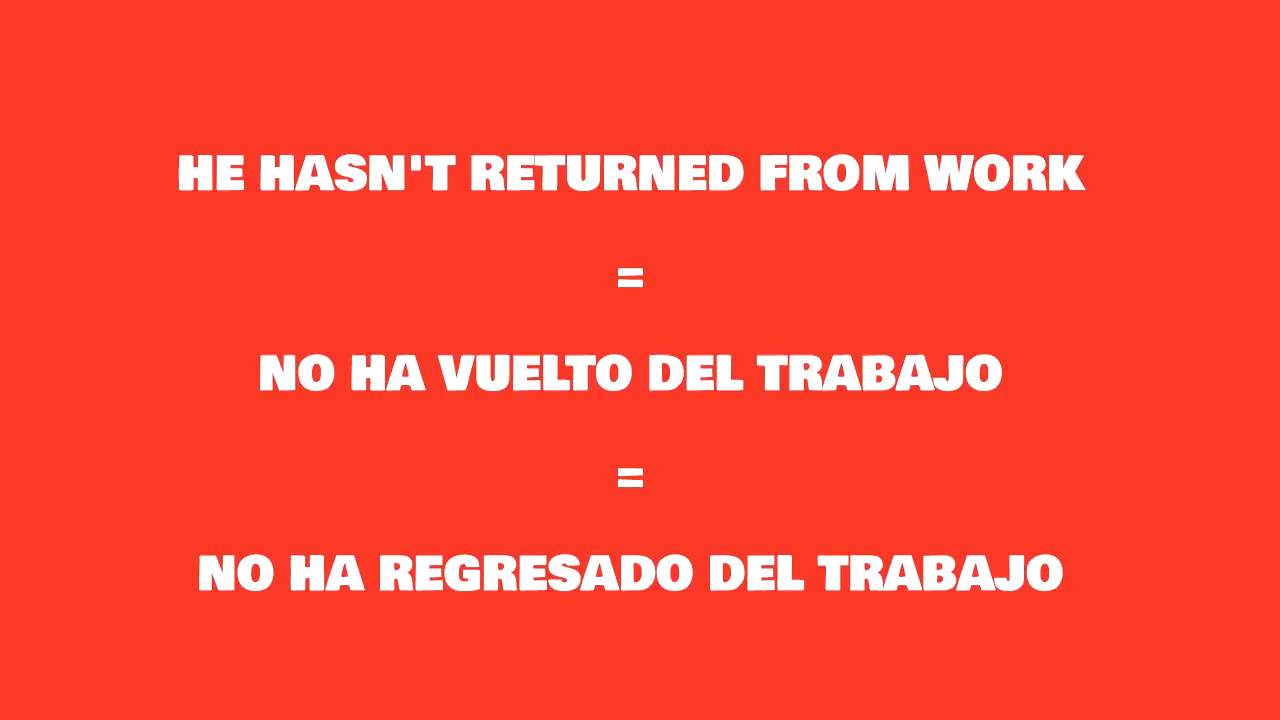 HE HASN'T RETURNED FROM WORK
=
NO HA VUELTO DEL TRABAJO
=
NO HA REGRESADO DEL TRABAJO